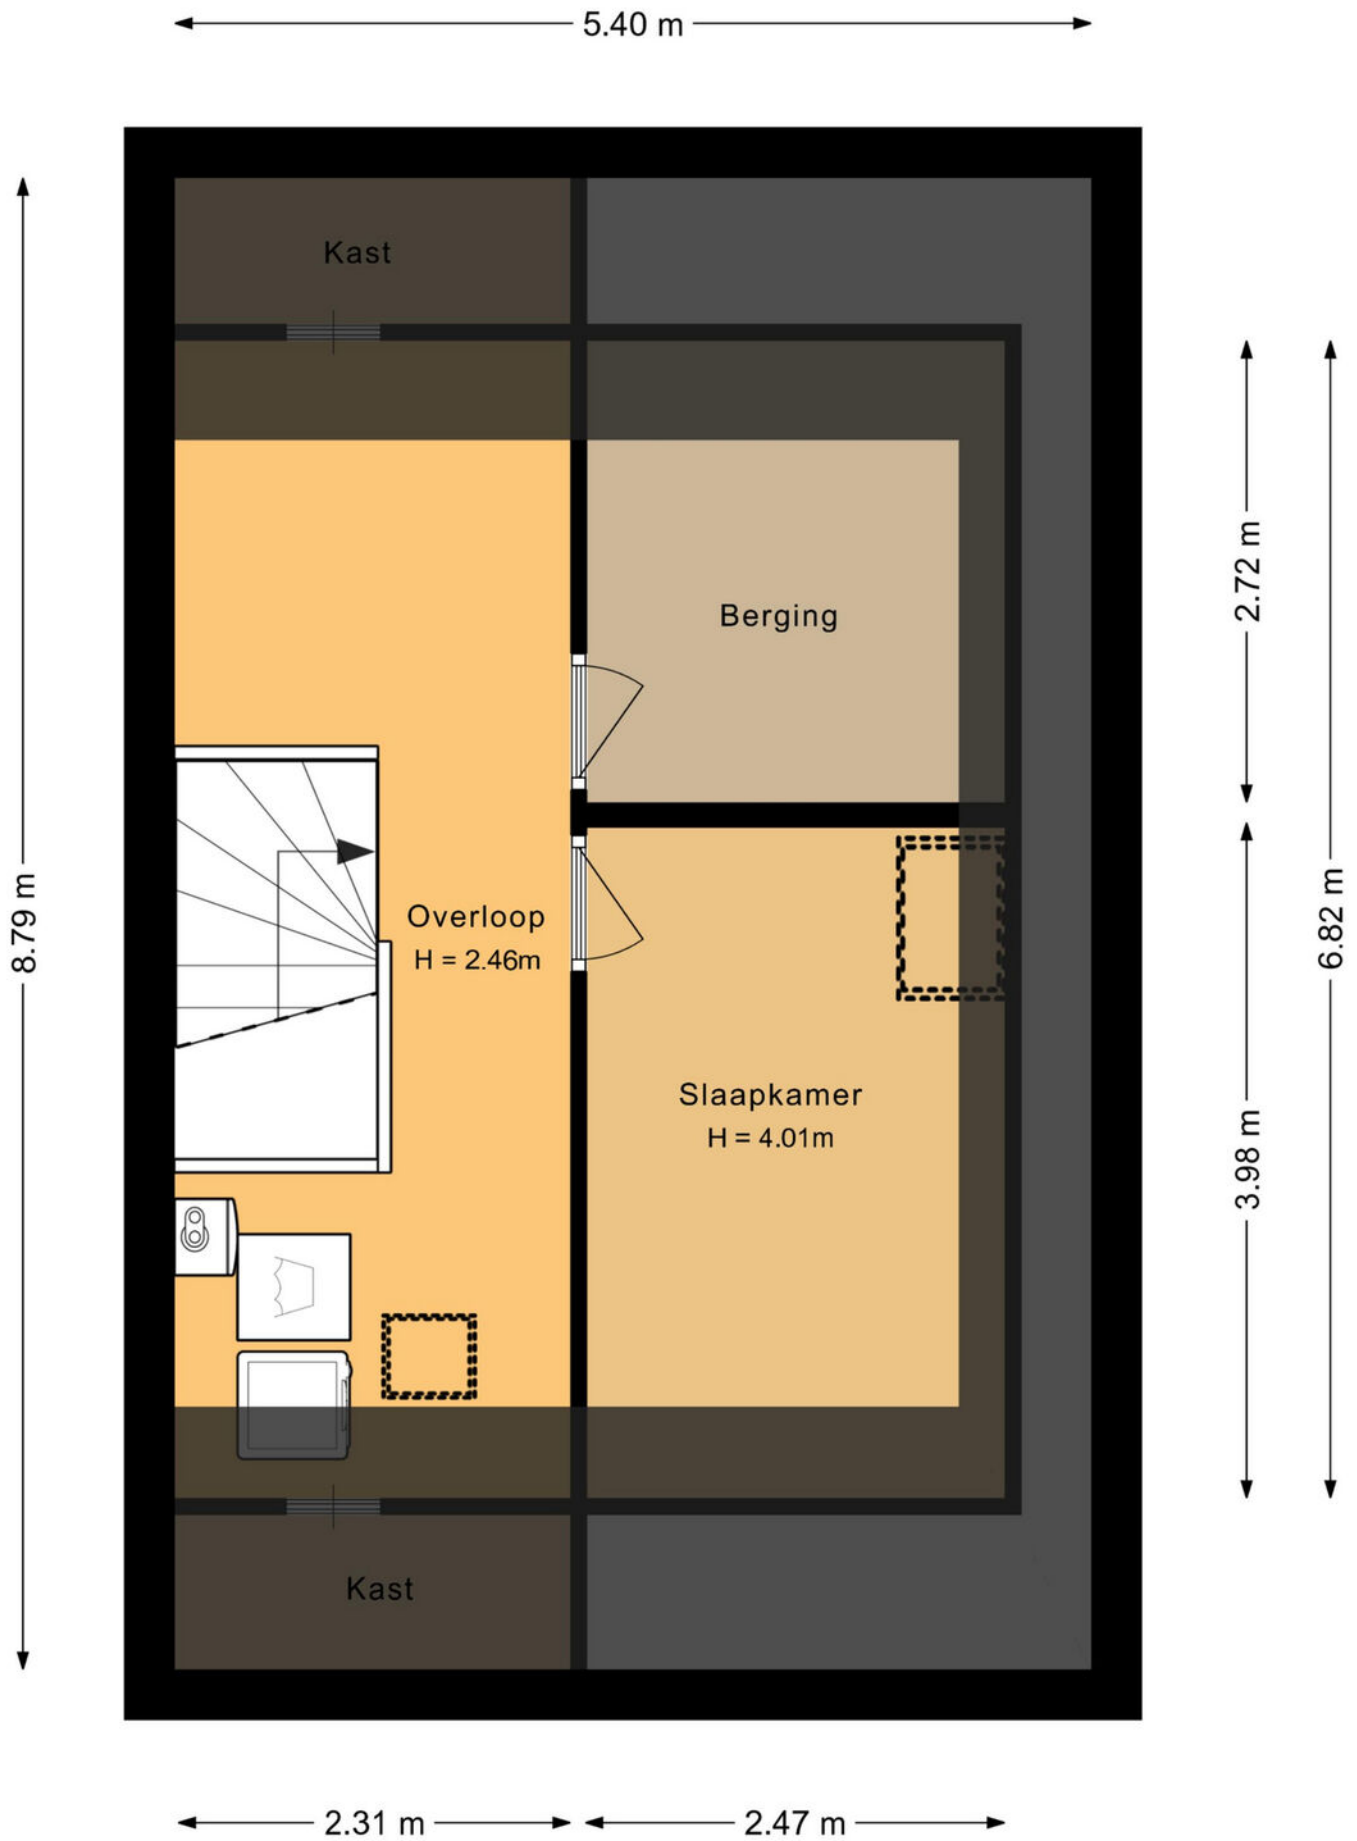 5.40 m
Kast
Berging
2.72 m
8.79 m
Overloop
H = 2.46m
6.82 m
Slaapkamer
H = 4.01m
3.98 m
Kast
2.31 m
2.47 m